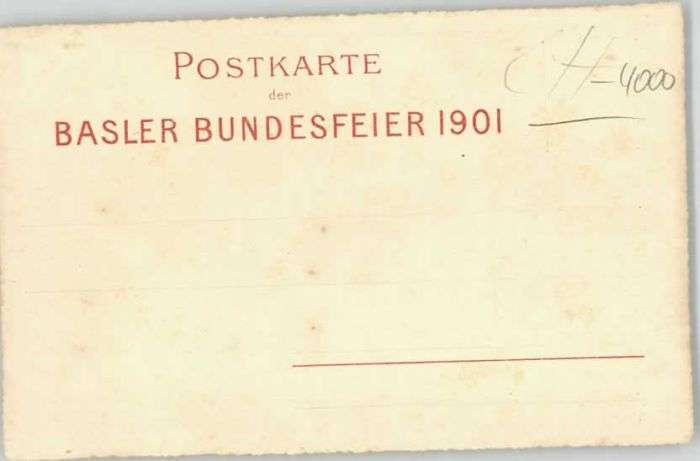 POSTKARTE
der
BASLER BUNDESFEIER 1901
CH-4000